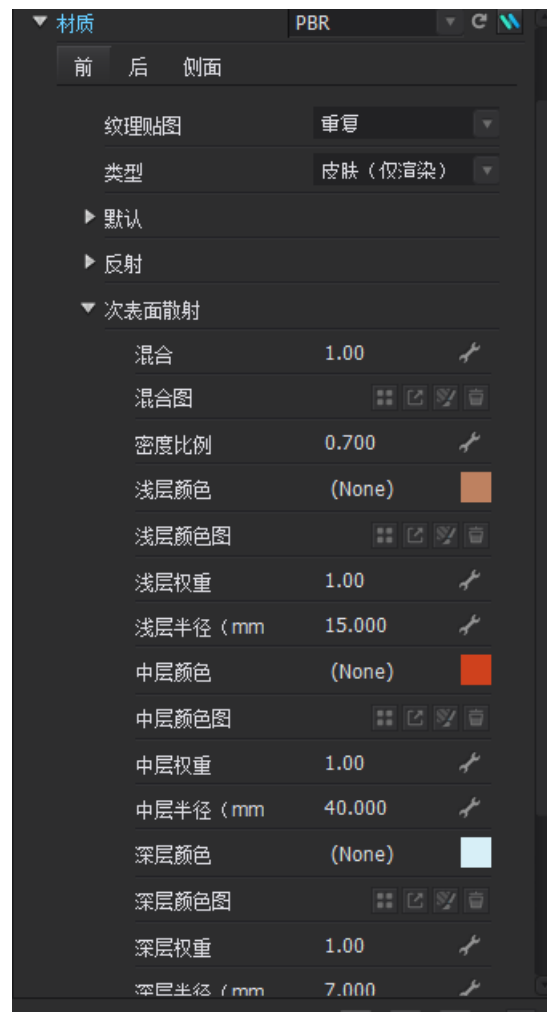 材质 PBR
前 后 侧面
纹理贴图 重复
类型 皮肤（仅渲染）
默认
反射
次表面散射
混合 1.00
混合图
密度比例 0.700
浅层颜色 (None)
浅层颜色图
浅层权重 1.00
浅层半径（mm 15.000
中层颜色 (None)
中层颜色图
中层权重 1.00
中层半径（mm 40.000
深层颜色 (None)
深层颜色图
深层权重 1.00
深层半径（mm 7.000